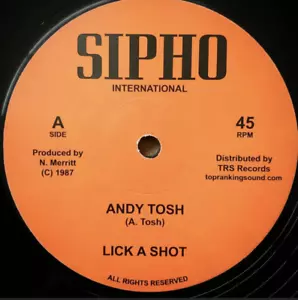 SIPHO
INTERNATIONAL
A
SIDE
45
RPM
Produced by
N. Merritt
(C) 1987
Distributed by
TRS Records
toprankingsound.com
ANDY TOSH
(A. Tosh)
LICK A SHOT
ALL RIGHTS RESERVED